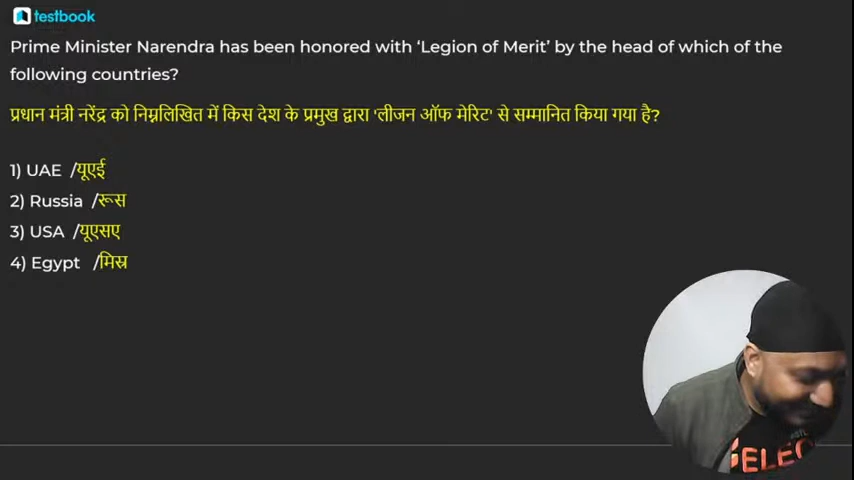 testbook
Prime Minister Narendra has been honored with ‘Legion of Merit’ by the head of which of the
following countries?
प्रधान मंत्री नरेंद्र को निम्नलिखित में किस देश के प्रमुख द्वारा 'लीजन ऑफ मेरिट' से सम्मानित किया गया है?
1) UAE /यूएई
2) Russia /रूस
3) USA /यूएसए
4) Egypt /मिस्र